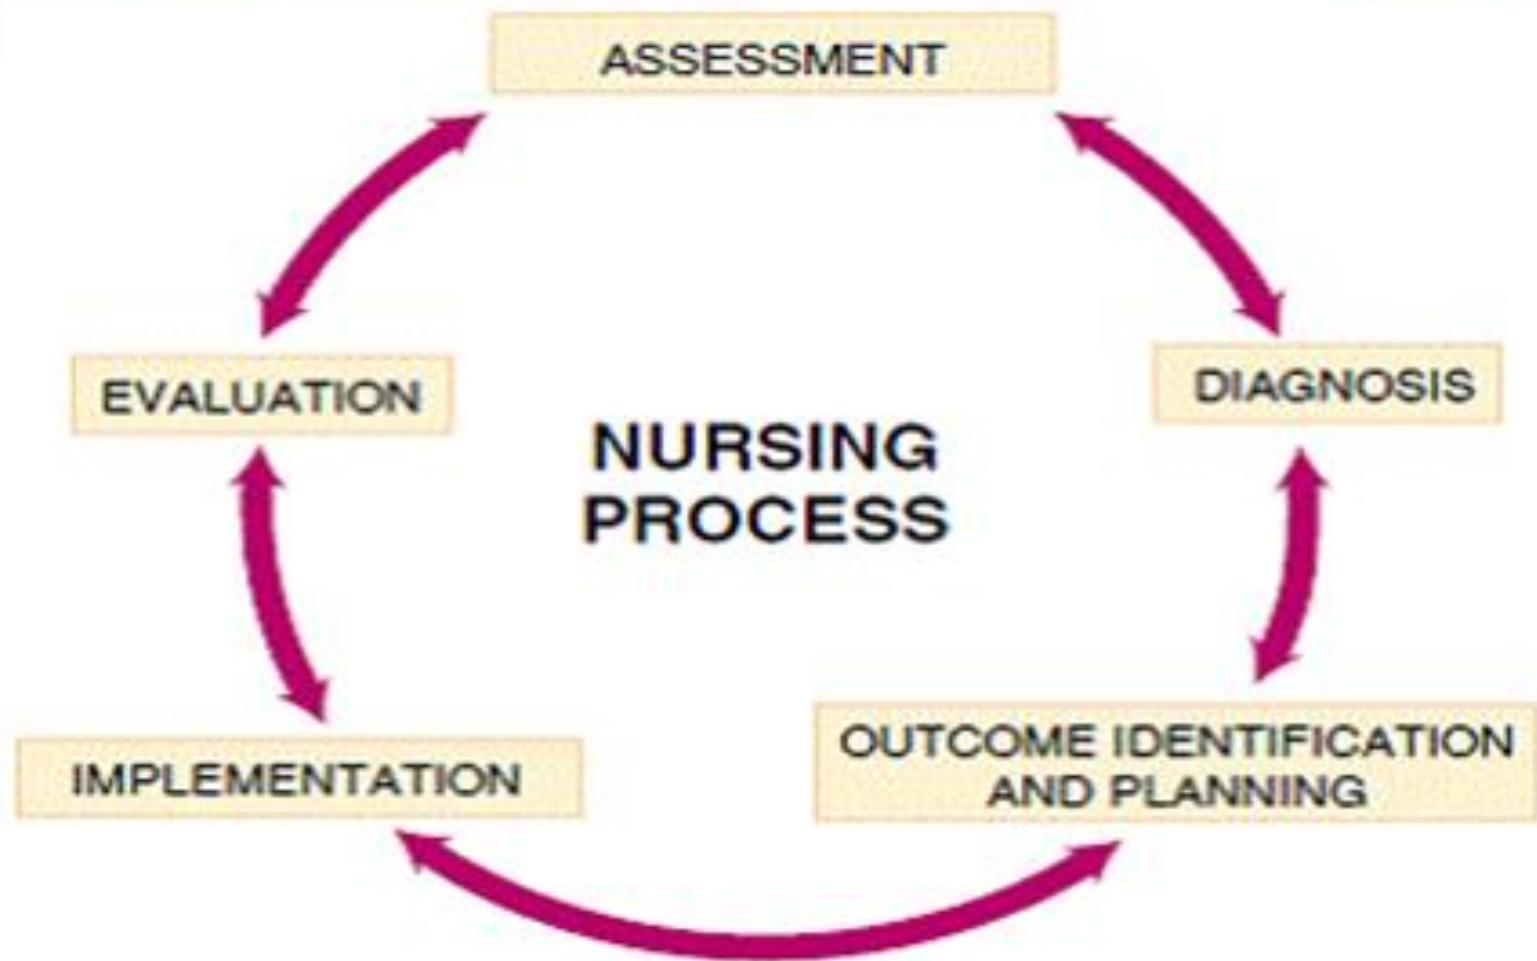 ASSESSMENT
EVALUATION
DIAGNOSIS
NURSING
PROCESS
IMPLEMENTATION
OUTCOME IDENTIFICATION
AND PLANNING